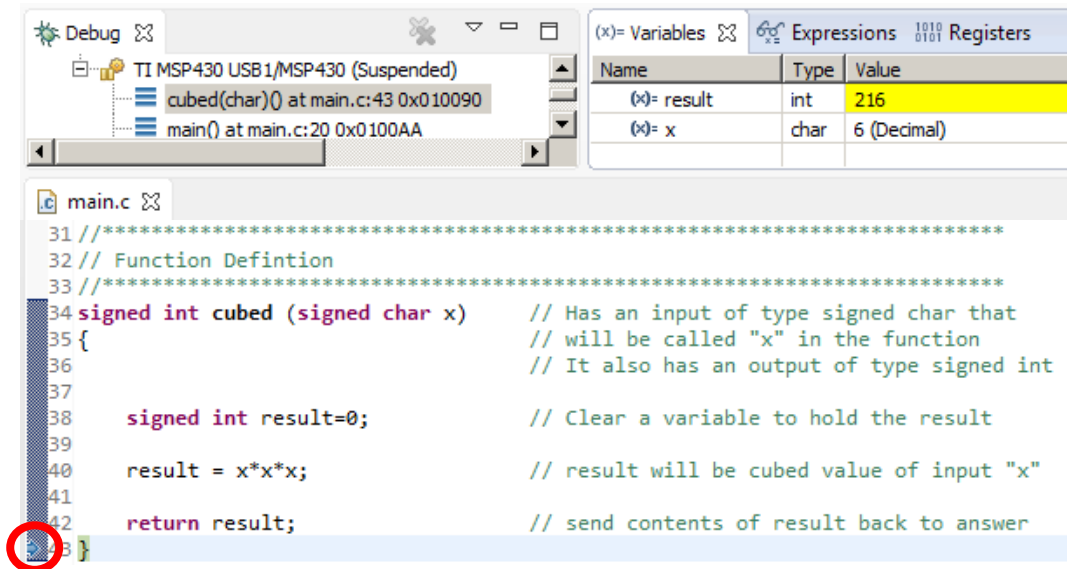 Debug
TI MSP430 USB1/MSP430 (Suspended)
cubed(char)() at main.c:43 0x010090
main() at main.c:20 0x0100AA
(x)= Variables Expressions 1010 0101 Registers
Name Type Value
(x)= result int 216
(x)= x char 6 (Decimal)
.c main.c
31 //***************************************************************************
32 // Function Defintion
33 //***************************************************************************
34 signed int cubed (signed char x) // Has an input of type signed char that
35 { // will be called "x" in the function
36 // It also has an output of type signed int
37
38 signed int result=0; // Clear a variable to hold the result
39
40 result = x*x*x; // result will be cubed value of input "x"
41
42 return result; // send contents of result back to answer
43 }